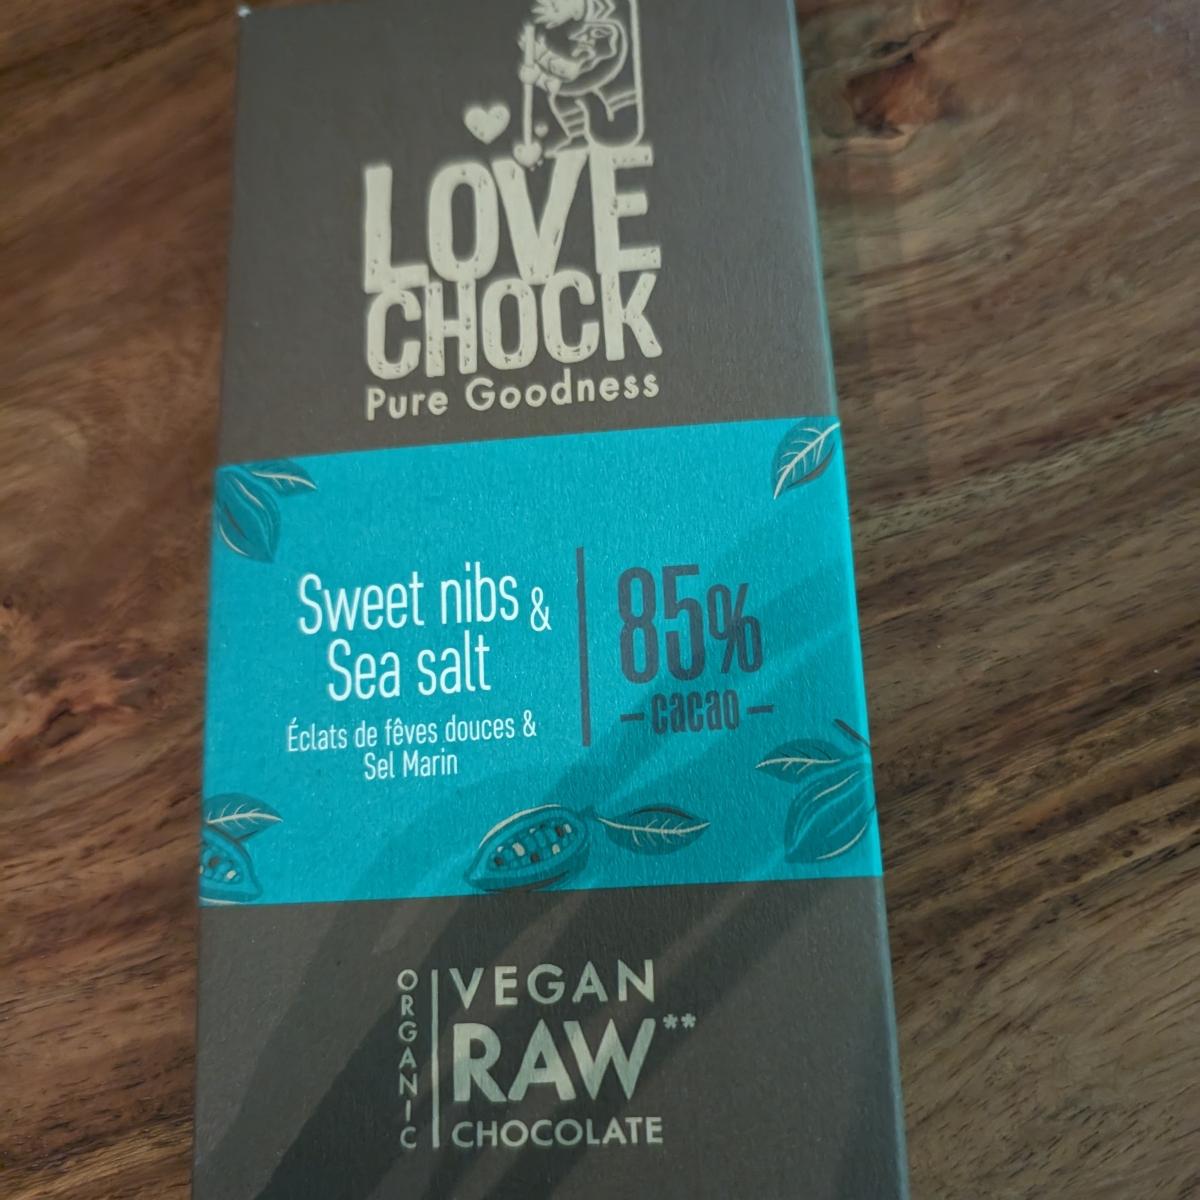 LOVE
CHOCK
Pure Goodness
Sweet nibs &
Sea salt
Éclats de fêves douces &
Sel Marin
85%
–cacao–
ORGANIC
VEGAN
RAW**
CHOCOLATE